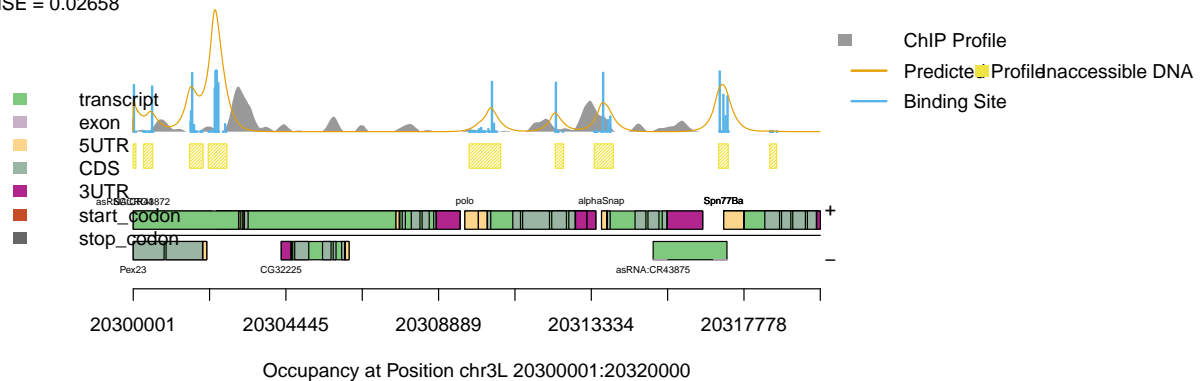 MSE = 0.02658
ChIP Profile
Predicted Profile
Inaccessible DNA
Binding Site
transcript
exon
5UTR
CDS
3UTR
start_codon
stop_codon
polo
alphaSnap
Spn77Ba
+
Pex23
CG32225
asRNA:CR43875
−
20300001
20304445
20308889
20313334
20317778
Occupancy at Position chr3L 20300001:20320000